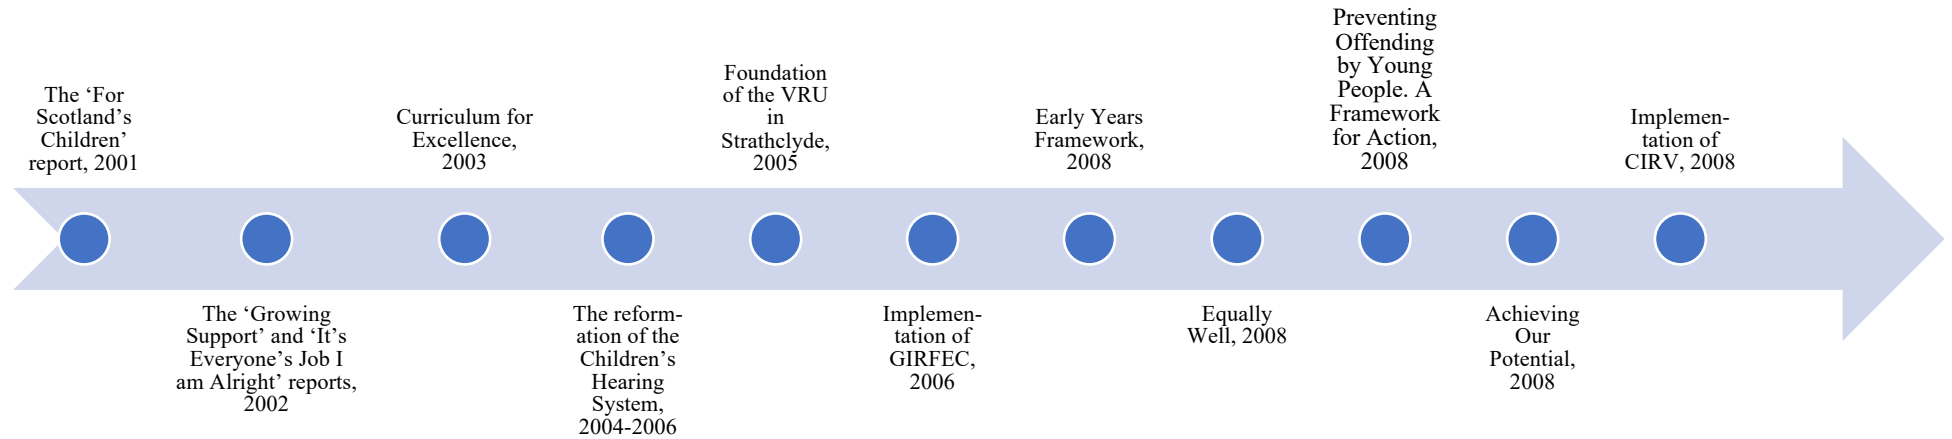 The ‘For
Scotland’s
Children’
report, 2001
The ‘Growing
Support’ and ‘It’s
Everyone’s Job I
am Alright’ reports,
2002
Curriculum for
Excellence,
2003
The reform-
ation of the
Children’s
Hearing
System,
2004-2006
Foundation
of the VRU
in
Strathclyde,
2005
Implemen-
tation of
GIRFEC,
2006
Early Years
Framework,
2008
Equally
Well, 2008
Preventing
Offending
by Young
People. A
Framework
for Action,
2008
Achieving
Our
Potential,
2008
Implemen-
tation of
CIRV, 2008